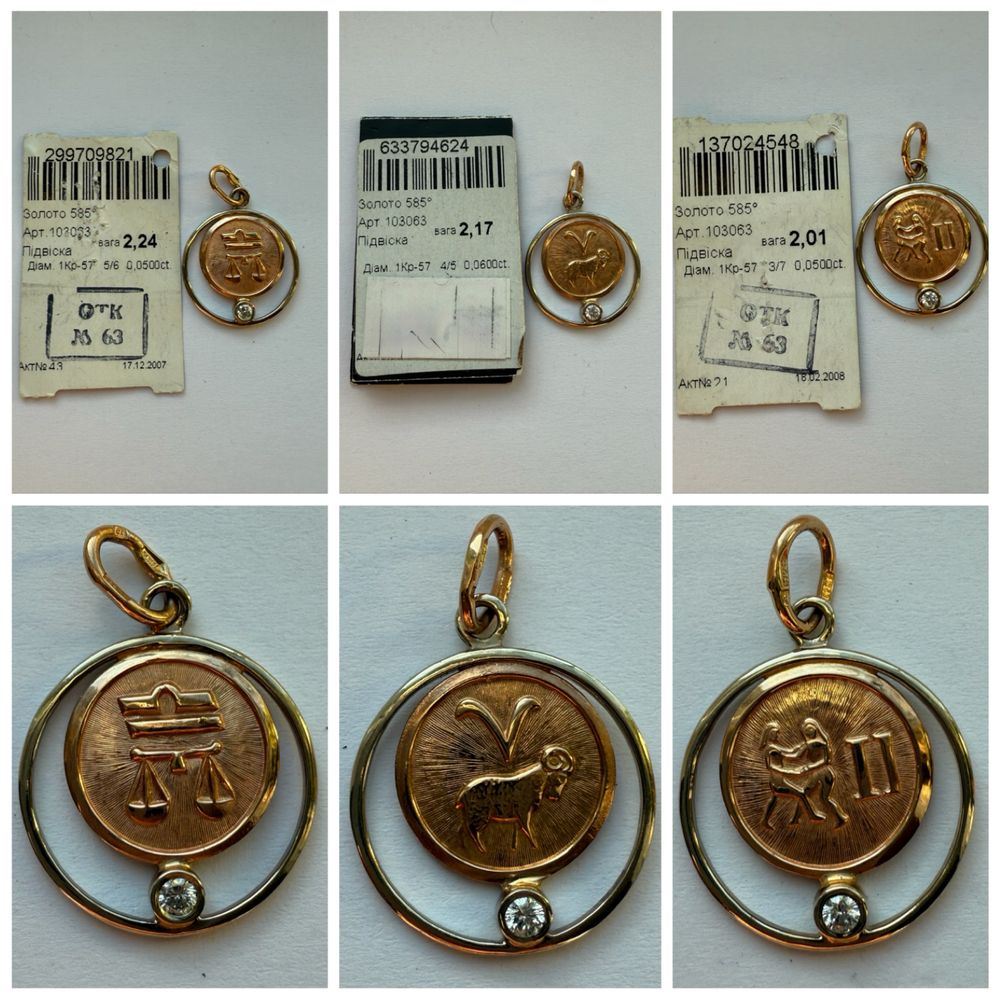 299709821
Золото 585°
Арт. 103063
вага 2,24
Підвіска
Діам. 1Кр-57 5/6 0,0500ct.
ОТК
№ 63
Акт№ 43 17.12.2007
633794624
Золото 585°
Арт. 103063
вага 2,17
Підвіска
Діам. 1Кр-57 4/5 0,0600ct.
137024548
Золото 585°
Арт. 103063
вага 2,01
Підвіска
Діам. 1Кр-57 3/7 0,0500ct.
ОТК
№ 63
Акт№ 21 18.02.2008